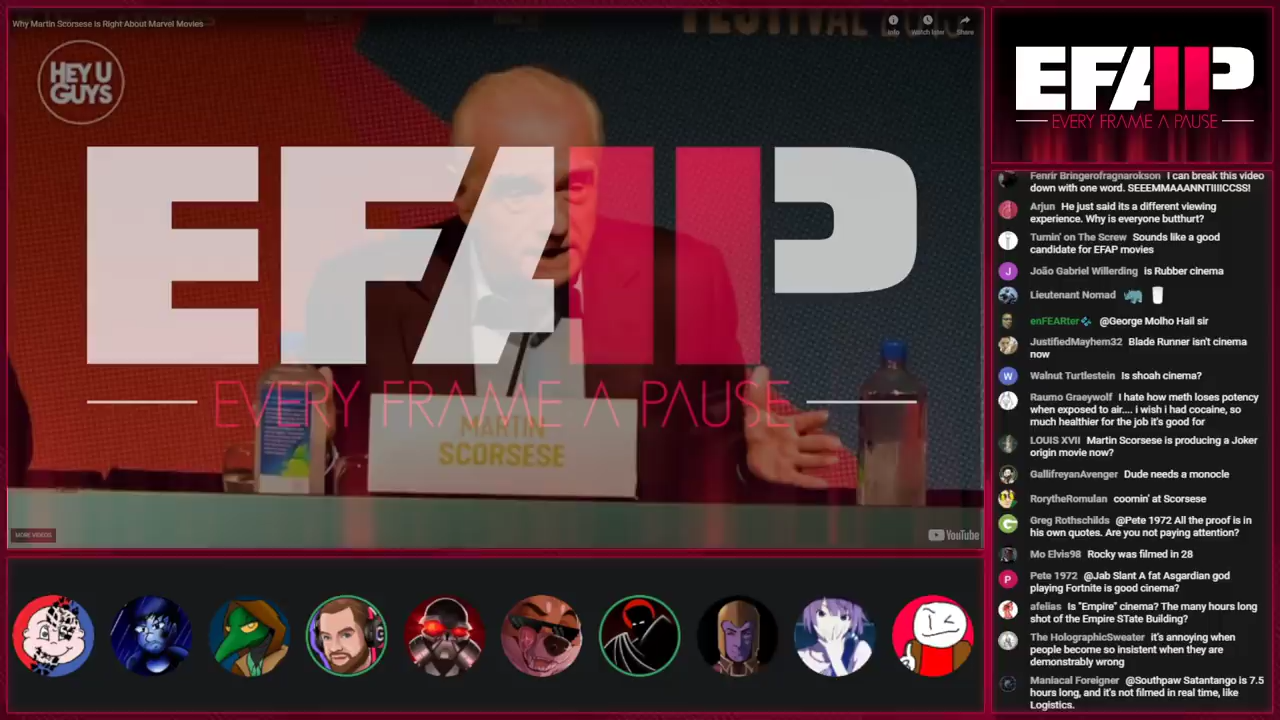 Why Martin Scorsese is Right About Marvel Movies
Info
Watch later
Share
HEY U
GUYS
EFAP
EVERY FRAME A PAUSE
MARTIN
SCORSESE
MORE VIDEOS
YouTube
EFAP
EVERY FRAME A PAUSE
Fenrir Bringerofragnarokson I can break this video
down with one word. SEEEMMAAANNTIIIICCSS!
Arjun He just said its a different viewing
experience. Why is everyone butthurt?
Turnin' on The Screw Sounds like a good
candidate for EFAP movies
J
João Gabriel Willerding is Rubber cinema
Lieutenant Nomad
enFEARter @George Molho Hail sir
JustifiedMayhem32 Blade Runner isn't cinema
now
W
Walnut Turtlestein Is shoah cinema?
Raumo Graeywolf I hate how meth loses potency
when exposed to air.... i wish i had cocaine, so
much healthier for the job it's good for
LOUIS XVII Martin Scorsese is producing a Joker
origin movie now?
GallifreyanAvenger Dude needs a monocle
RorytheRomulan coomin' at Scorsese
Greg Rothschilds @Pete 1972 All the proof is in
his own quotes. Are you not paying attention?
Mo Elvis98 Rocky was filmed in 28
P
Pete 1972 @Jab Slant A fat Asgardian god
playing Fortnite is good cinema?
afelias Is "Empire" cinema? The many hours long
shot of the Empire STate Building?
The HolographicSweater it's annoying when
people become so insistent when they are
demonstrably wrong
Maniacal Foreigner @Southpaw Satantango is 7.5
hours long, and it's not filmed in real time, like
Logistics.